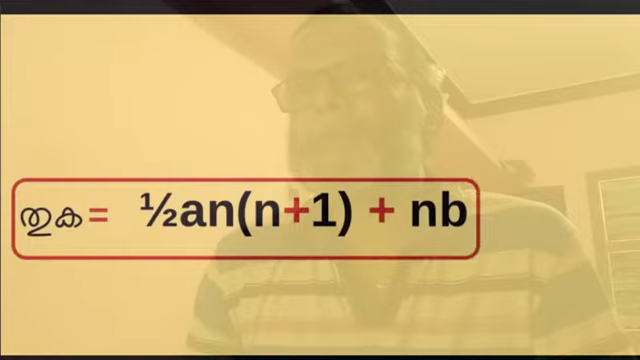 തുക = ½an(n+1) + nb